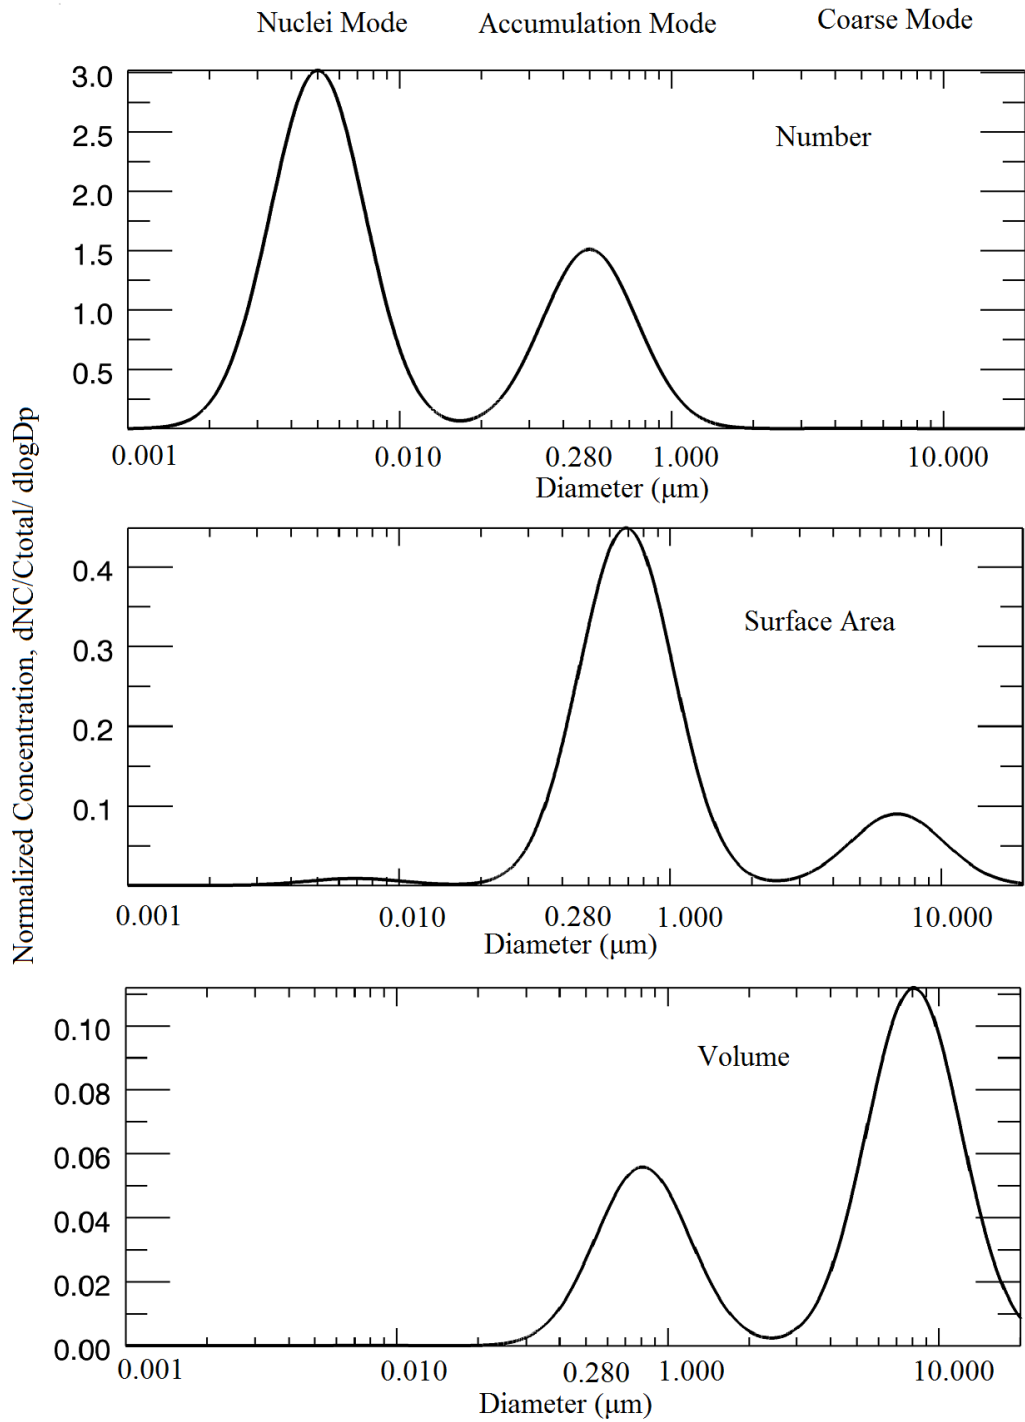 Nuclei Mode Accumulation Mode Coarse Mode
Normalized Concentration, dNC/Ctotal/ dlogDp
3.0
Number
2.5
2.0
1.5
1.0
0.5
0.001 0.010 0.280 1.000 10.000
Diameter (μm)
0.4
Surface Area
0.3
0.2
0.1
0.001 0.010 0.280 1.000 10.000
Diameter (μm)
0.10
Volume
0.08
0.06
0.04
0.02
0.00
0.001 0.010 0.280 1.000 10.000
Diameter (μm)